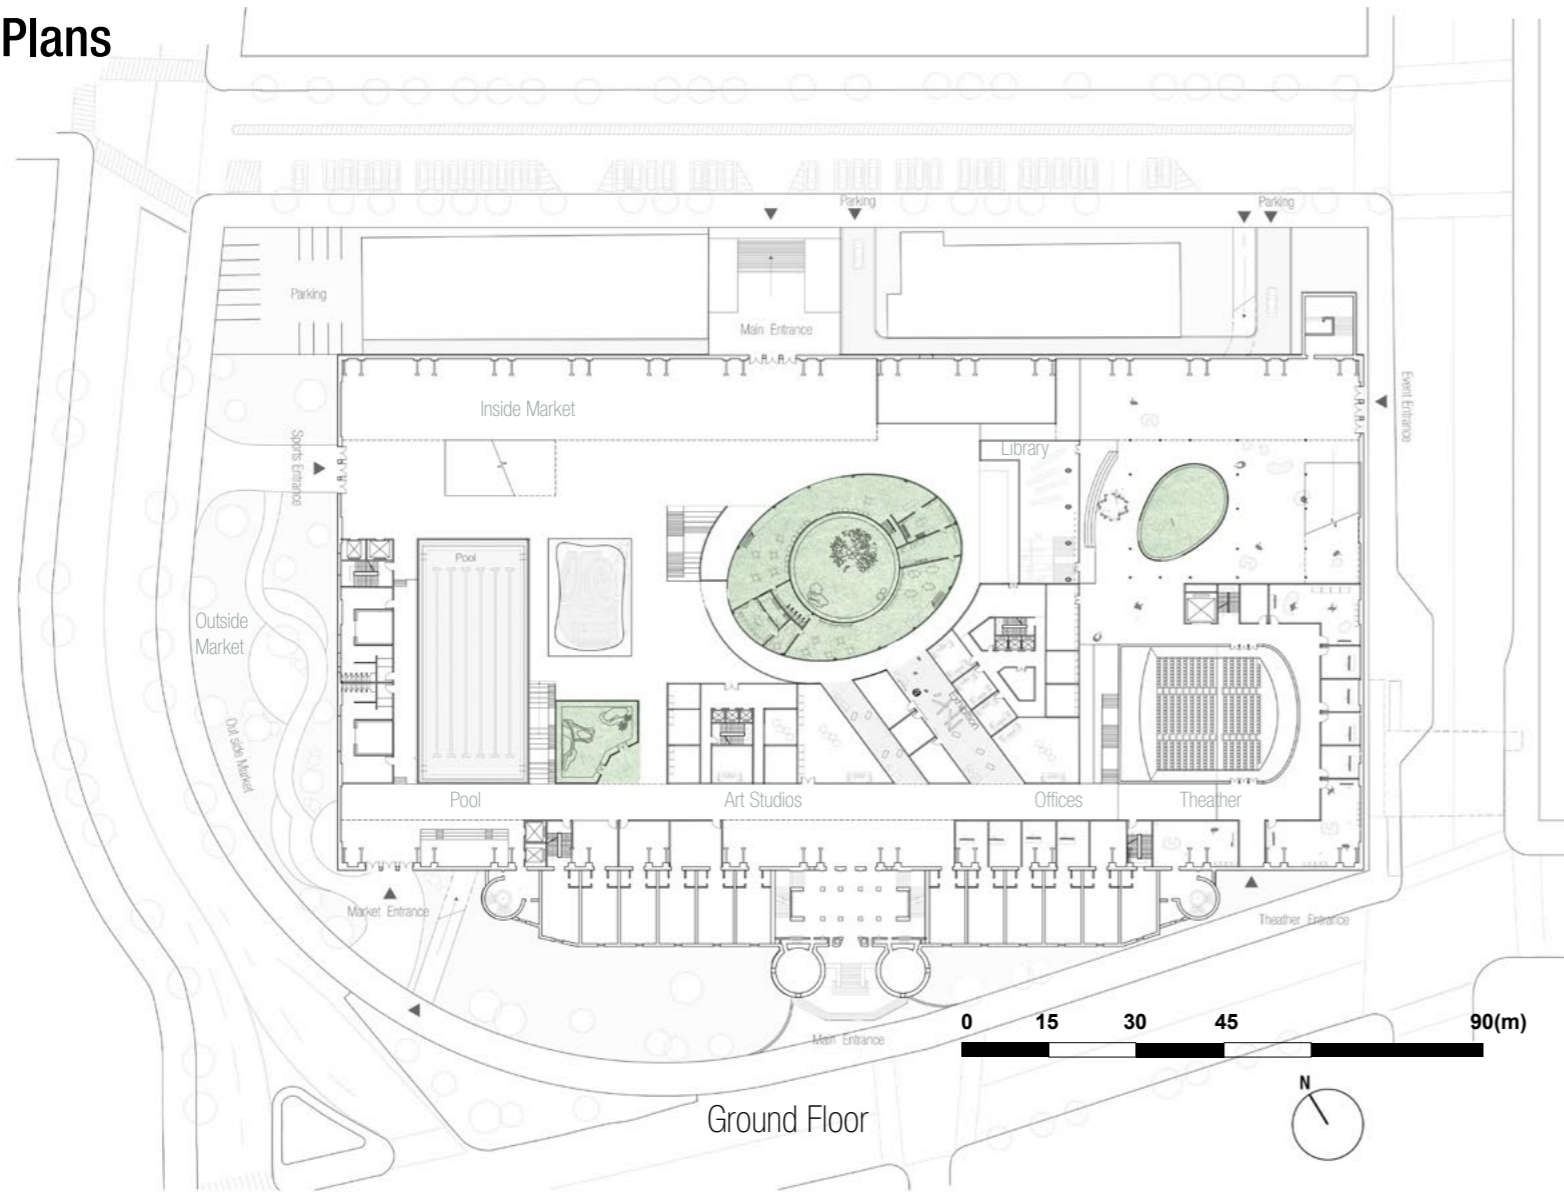 Plans
Parking
Parking
Parking
Main Entrance
Inside Market
Event Entrance
Sports Entrance
Library
Pool
Outside
Market
Exhibition
Out side Market
Pool
Art Studios
Offices
Theather
Market Entrance
Theather Entrance
Main Entrance
0 15 30 45 90(m)
N
Ground Floor